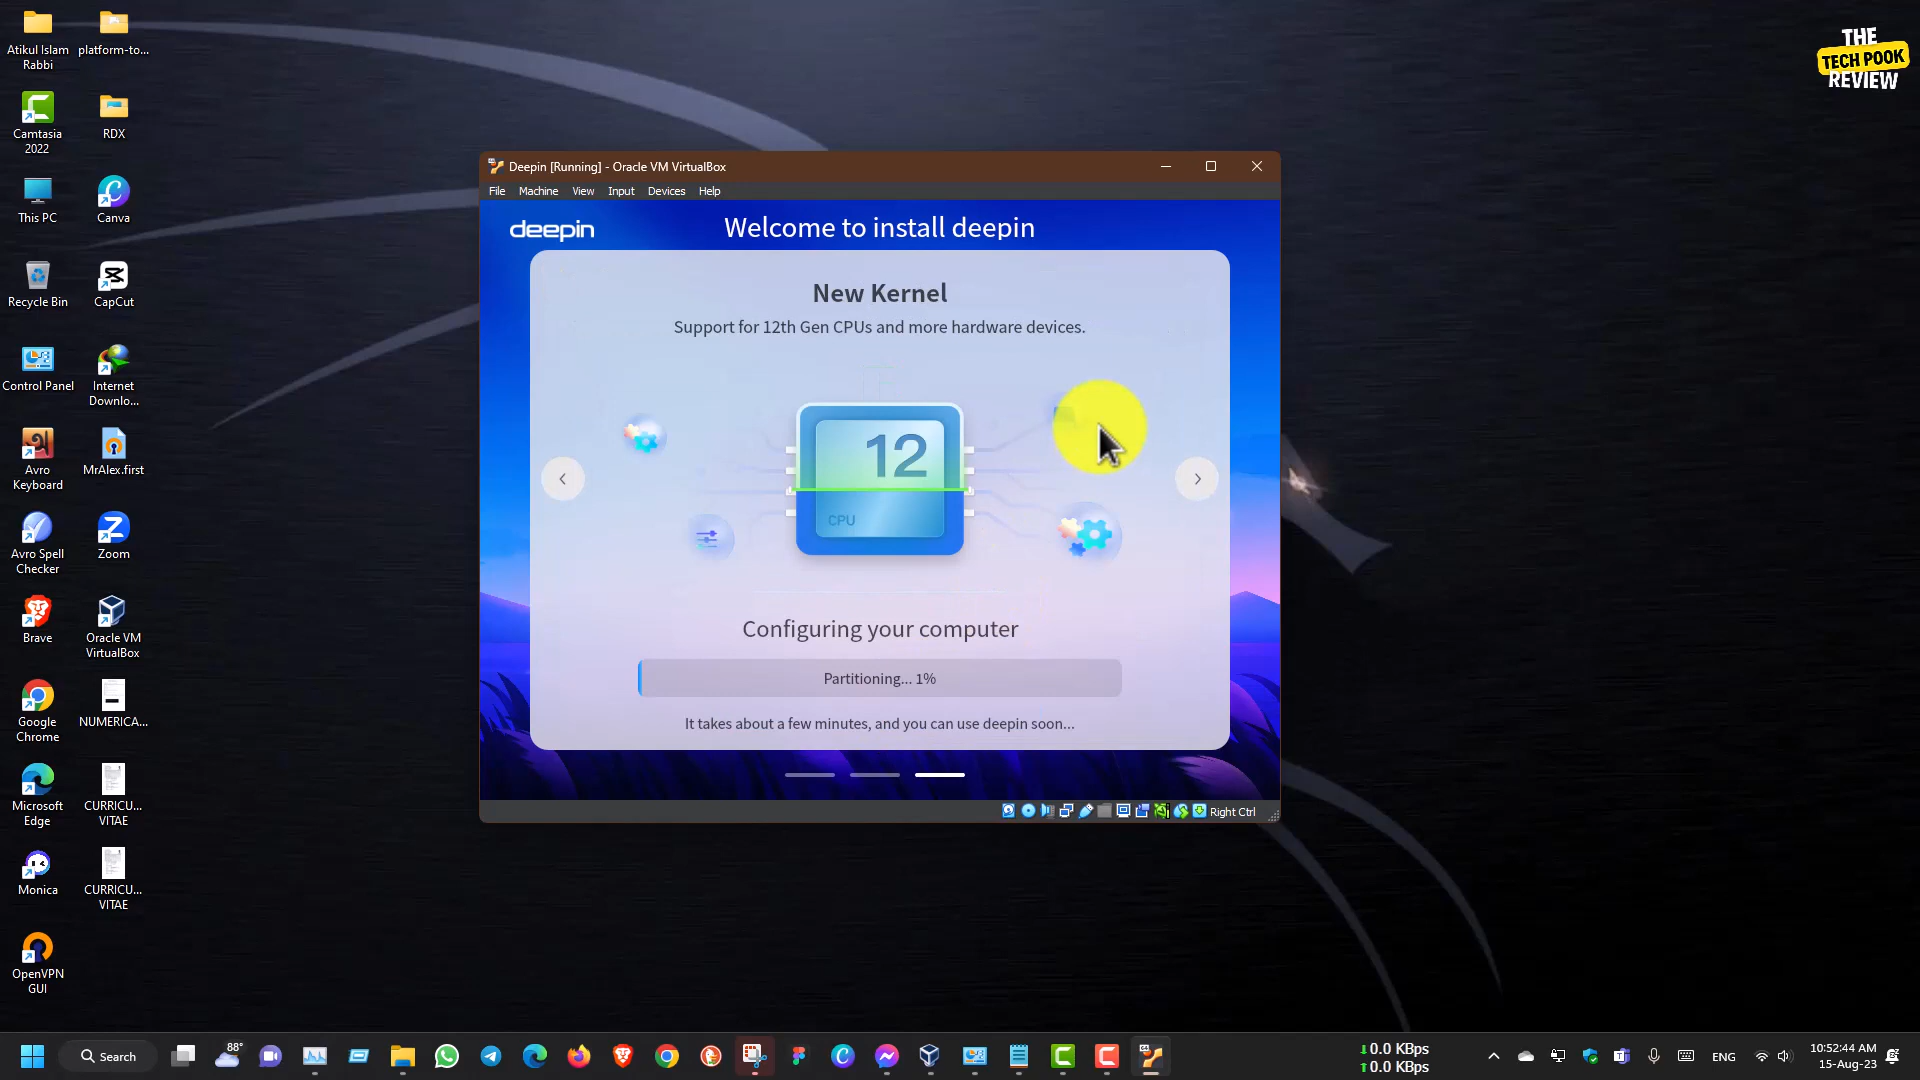 Atikul Islam
Rabbi
platform-to...
Camtasia
2022
RDX
This PC
Canva
Recycle Bin
CapCut
Control Panel
Internet
Downlo...
Avro
Keyboard
MrAlex.first
Avro Spell
Checker
Zoom
Brave
Oracle VM
VirtualBox
Google
Chrome
NUMERICA...
Microsoft
Edge
CURRICU...
VITAE
Monica
CURRICU...
VITAE
OpenVPN
GUI
THE
TECH POOK
REVIEW
Deepin [Running] - Oracle VM VirtualBox
File Machine View Input Devices Help
deepin
Welcome to install deepin
New Kernel
Support for 12th Gen CPUs and more hardware devices.
12
CPU
Configuring your computer
Partitioning... 1%
It takes about a few minutes, and you can use deepin soon...
Right Ctrl
Search
88°
↓0.0 KBps
↑0.0 KBps
ENG
10:52:44 AM
15-Aug-23